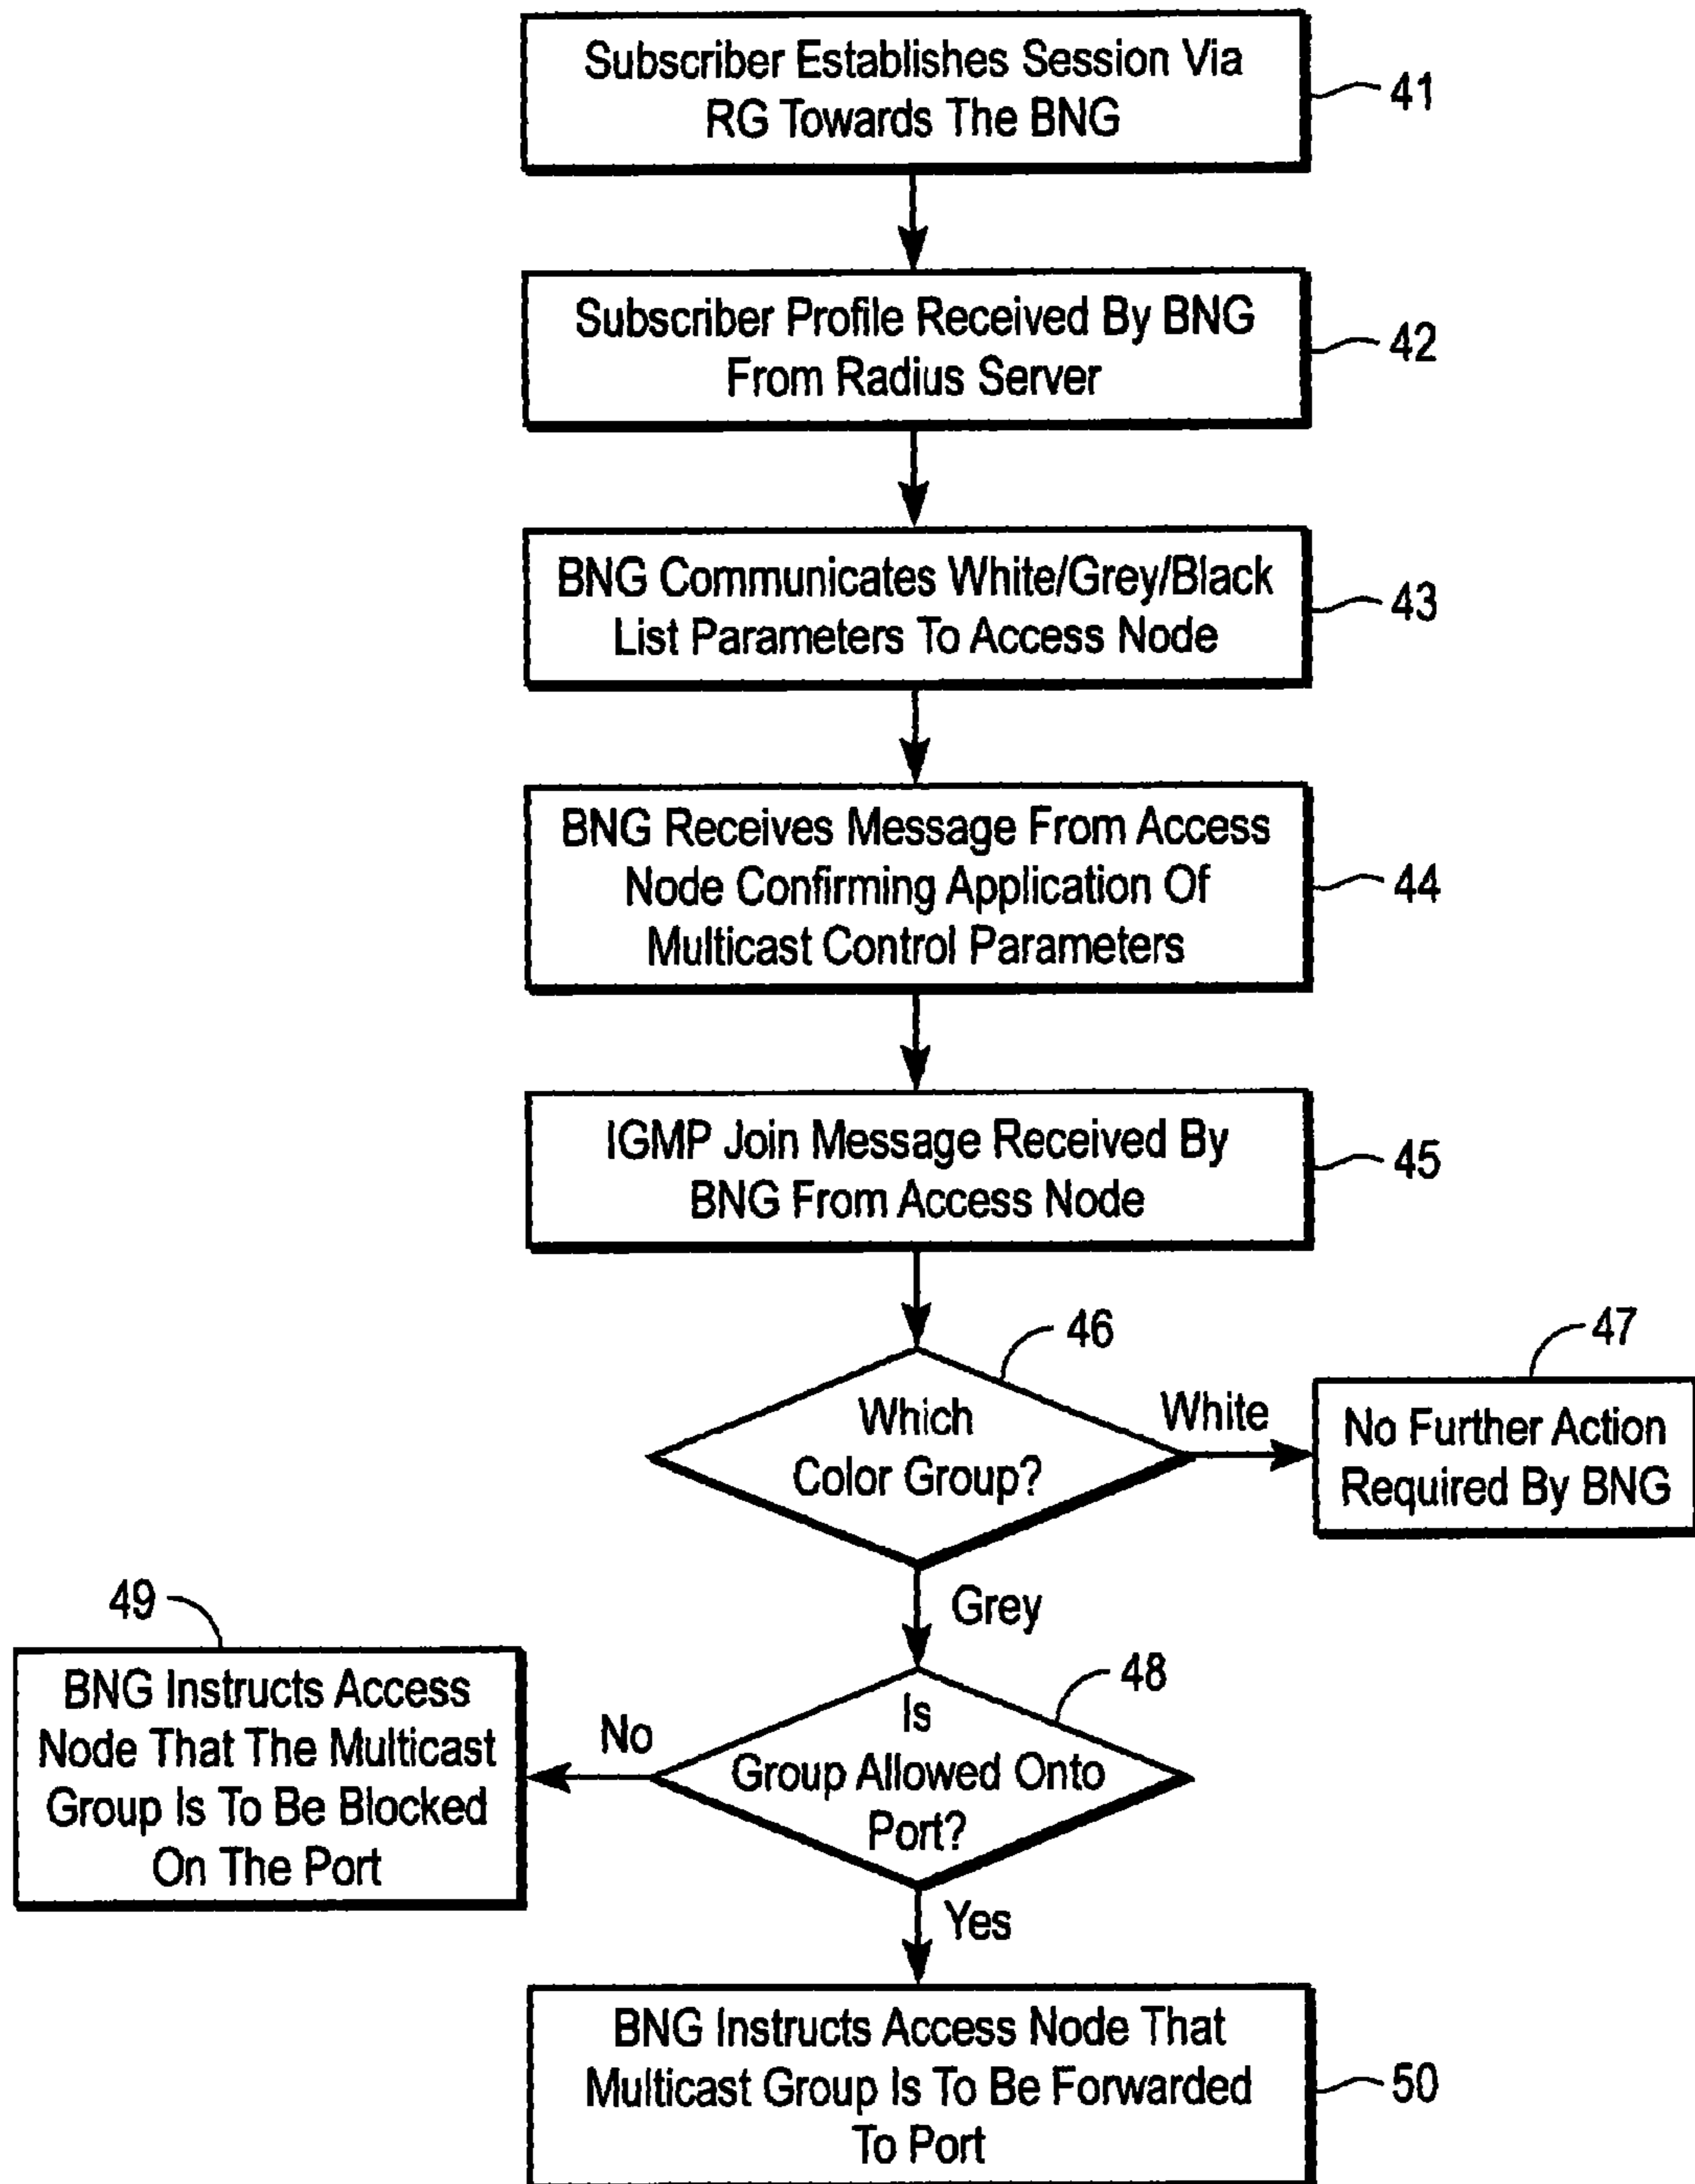 Subscriber Establishes Session Via
RG Towards The BNG
41
Subscriber Profile Received By BNG
From Radius Server
42
BNG Communicates White/Grey/Black
List Parameters To Access Node
43
BNG Receives Message From Access
Node Confirming Application Of
Multicast Control Parameters
44
IGMP Join Message Received By
BNG From Access Node
45
46
Which
Color Group?
White
47
No Further Action
Required By BNG
Grey
48
Is
Group Allowed Onto
Port?
No
49
BNG Instructs Access
Node That The Multicast
Group Is To Be Blocked
On The Port
Yes
BNG Instructs Access Node That
Multicast Group Is To Be Forwarded
To Port
50